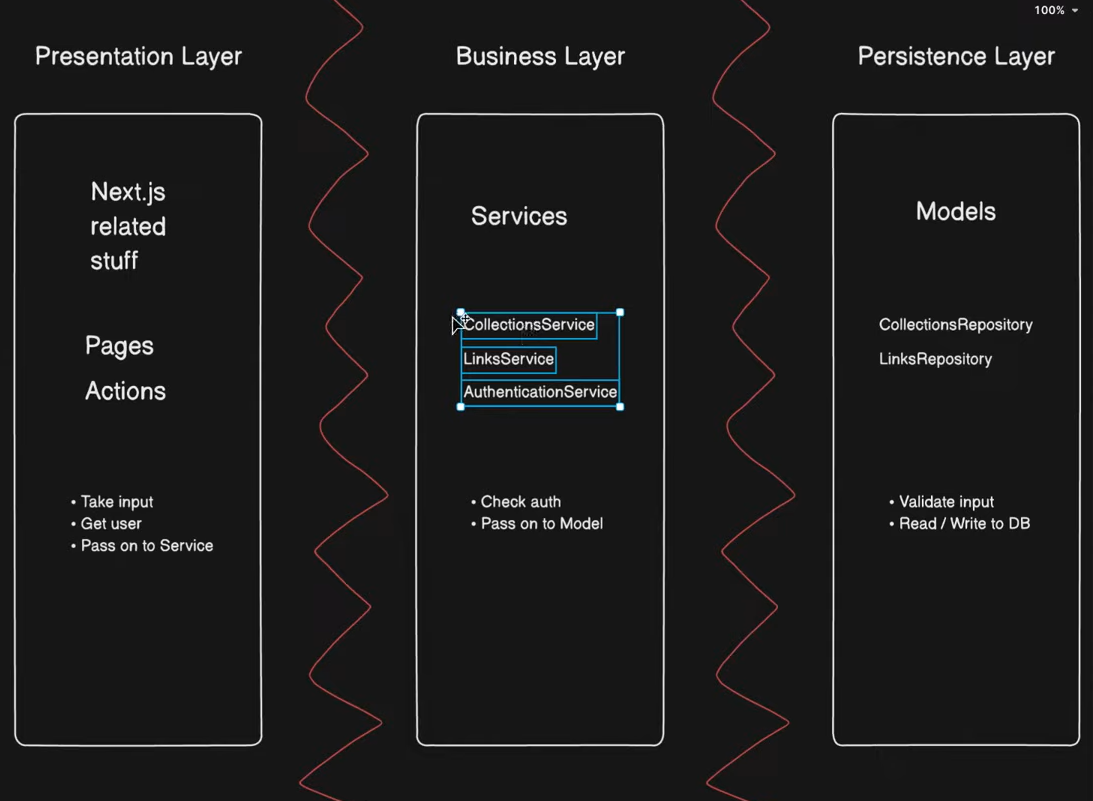 100%
Presentation Layer
Next.js
related
stuff
Pages
Actions
• Take input
• Get user
• Pass on to Service
Business Layer
Services
CollectionsService
LinksService
AuthenticationService
• Check auth
• Pass on to Model
Persistence Layer
Models
CollectionsRepository
LinksRepository
• Validate input
• Read / Write to DB